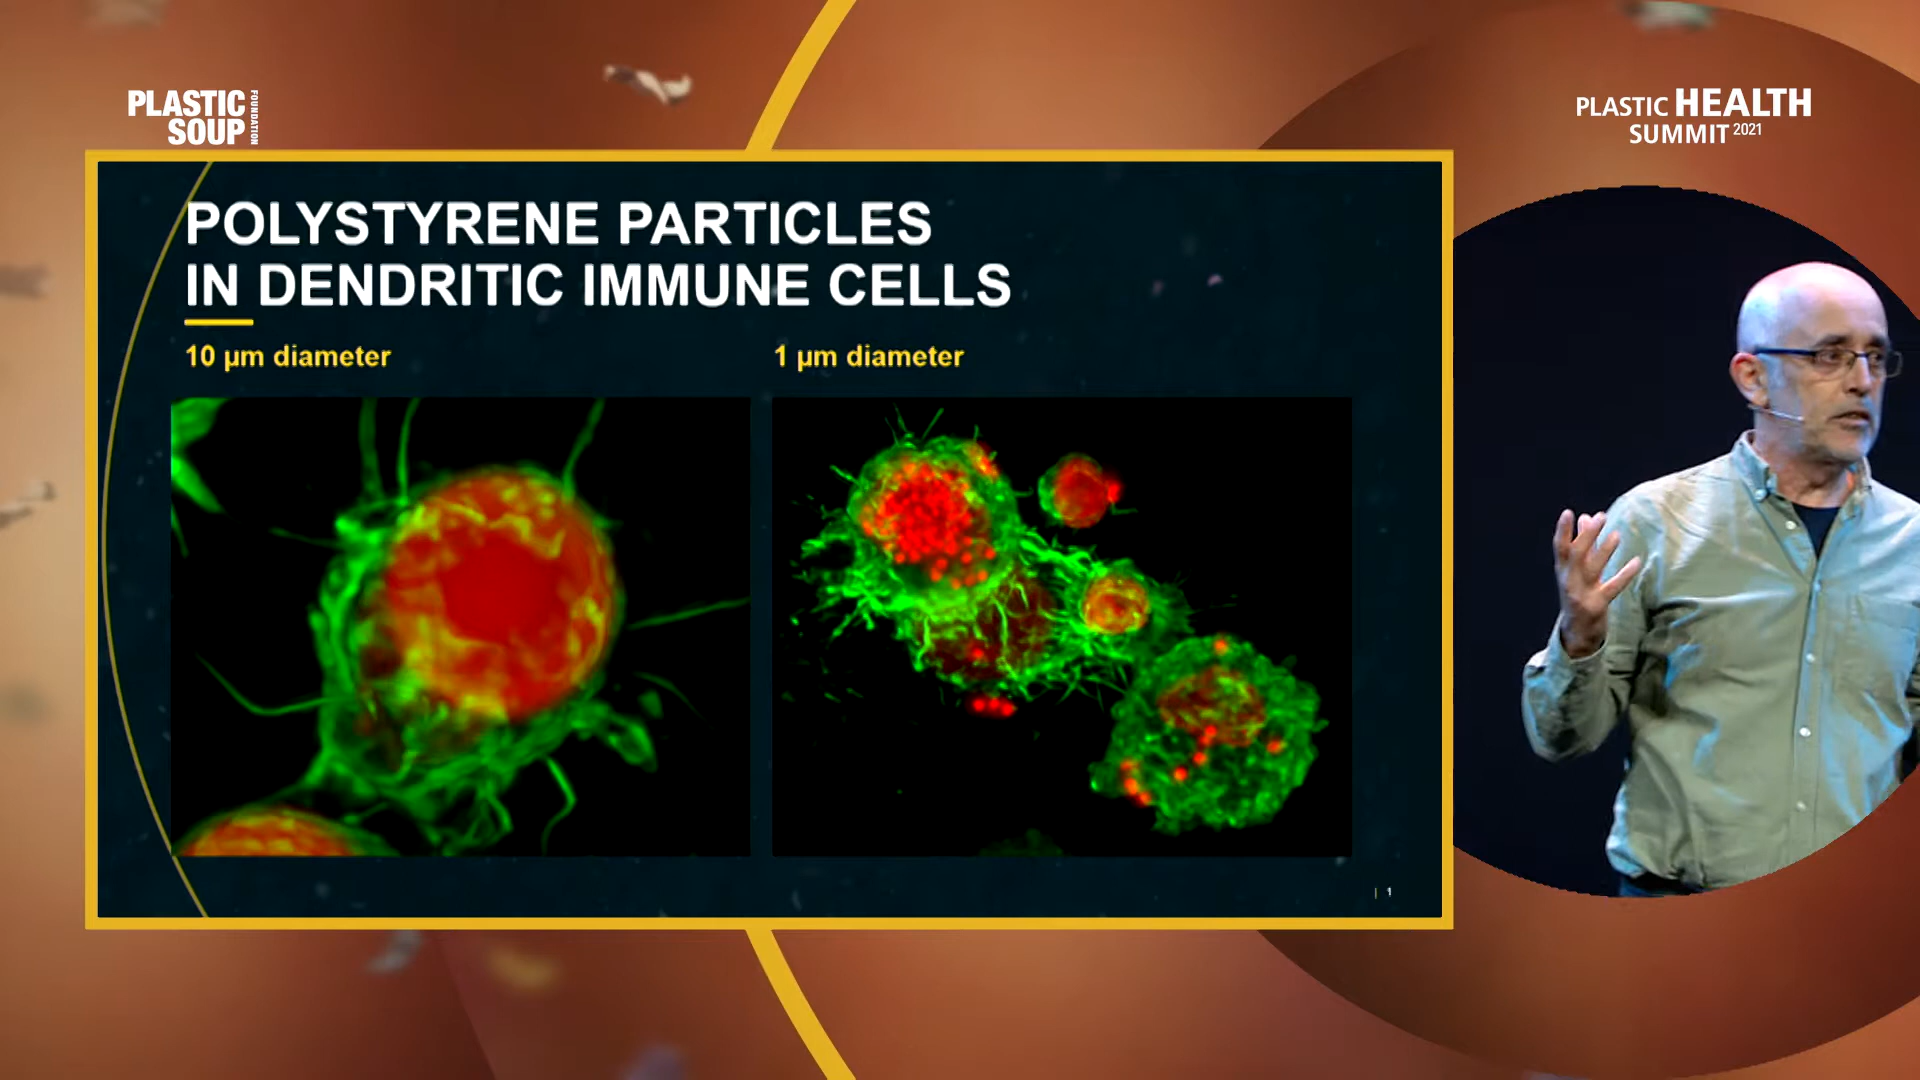 PLASTIC
SOUP
FOUNDATION
PLASTIC HEALTH
SUMMIT 2021
POLYSTYRENE PARTICLES
IN DENDRITIC IMMUNE CELLS
10 µm diameter
1 µm diameter
| 1